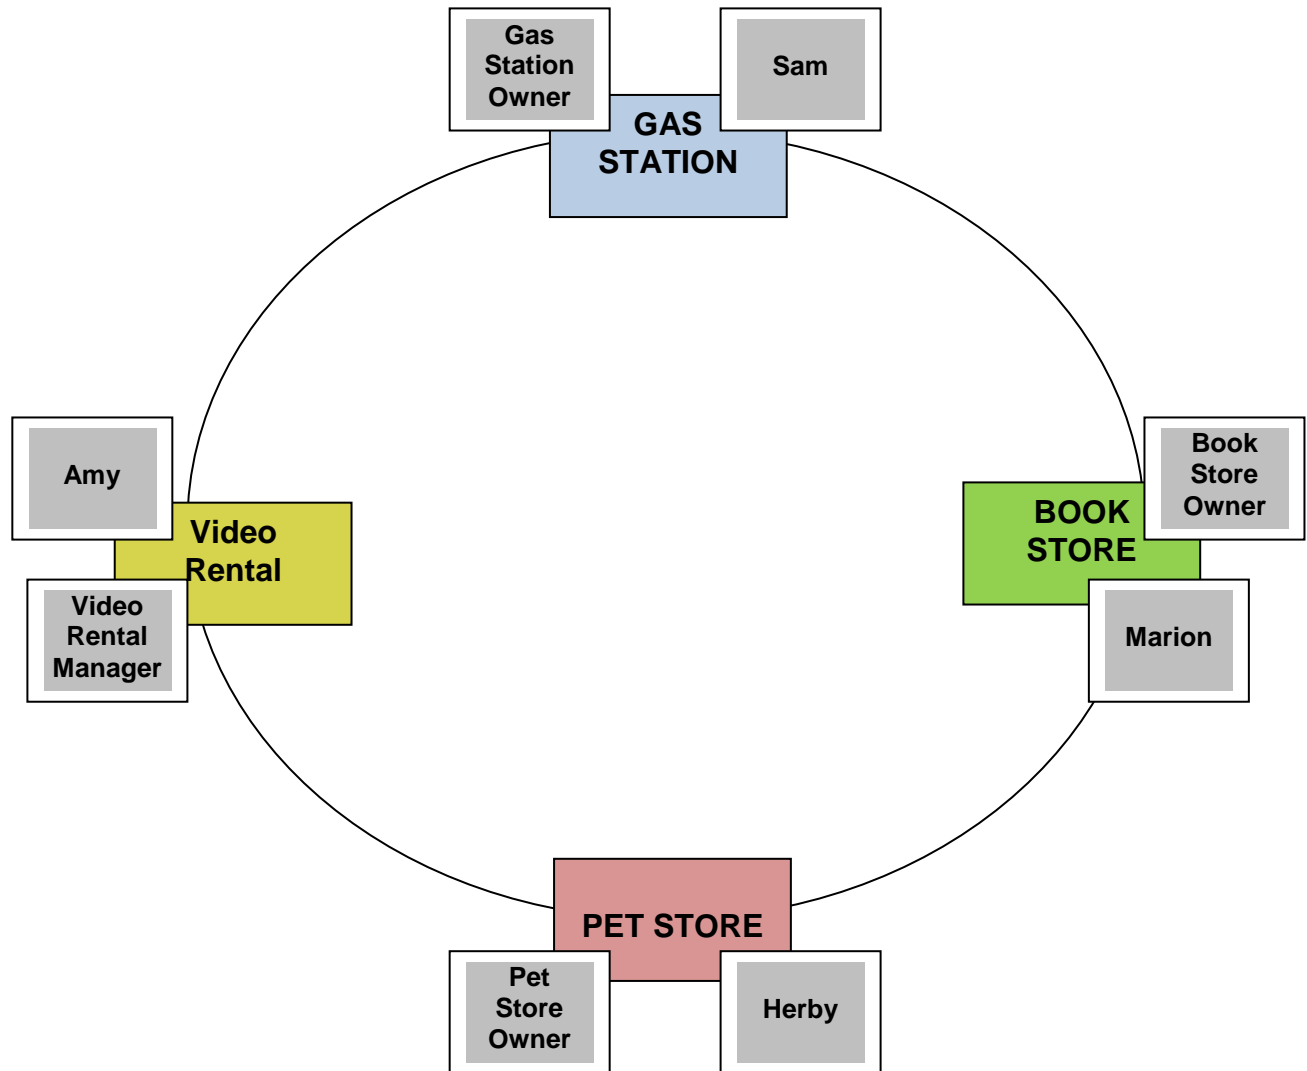 Gas
Station
Owner
Sam
GAS
STATION
Amy
Video
Rental
Video
Rental
Manager
Book
Store
Owner
BOOK
STORE
Marion
PET STORE
Pet
Store
Owner
Herby